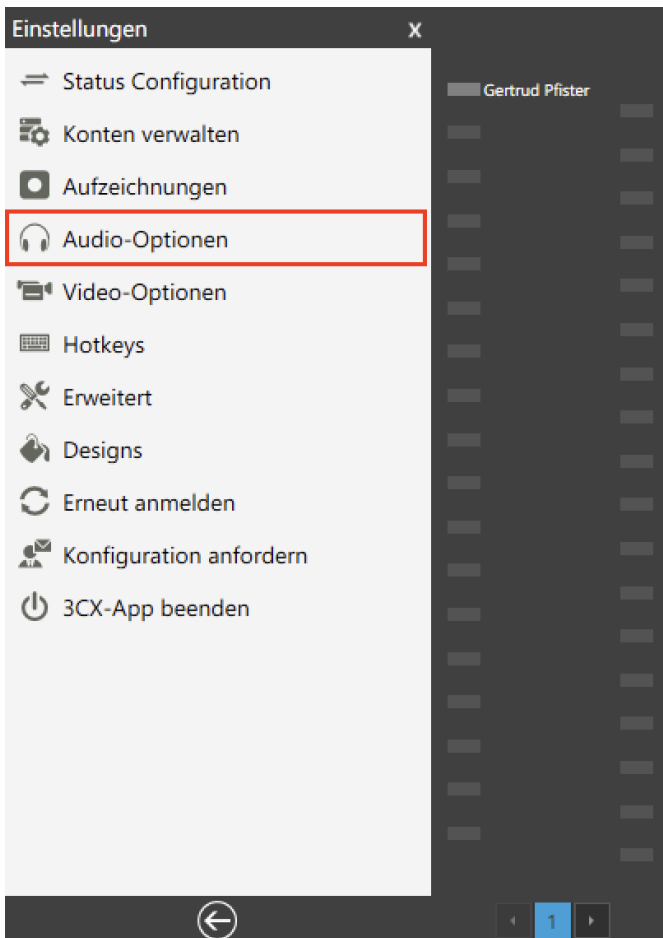 Einstellungen X
Status Configuration
Gertrud Pfister
Konten verwalten
Aufzeichnungen
Audio-Optionen
Video-Optionen
Hotkeys
Erweitert
Designs
Erneut anmelden
Konfiguration anfordern
3CX-App beenden
1